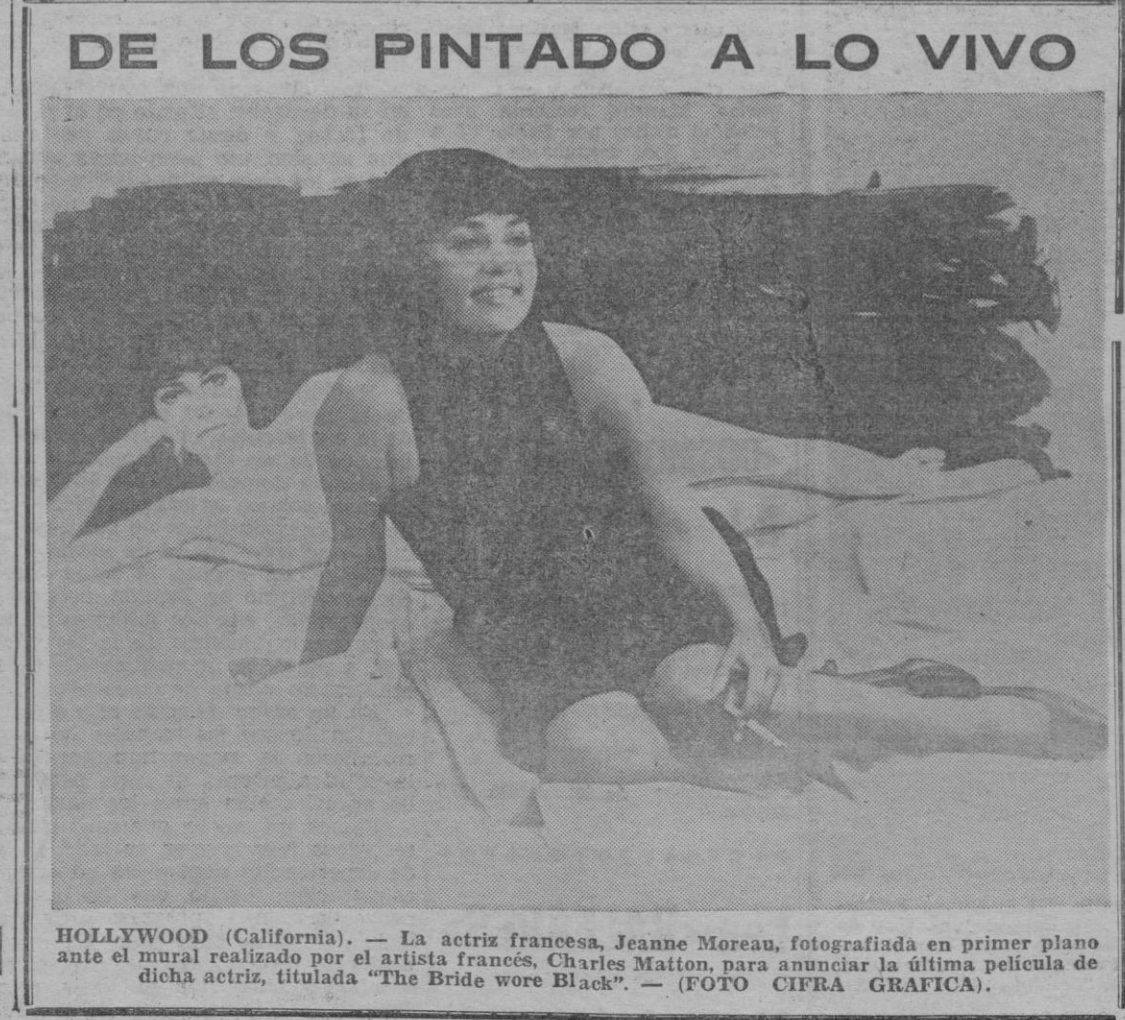 DE LOS PINTADO A LO VIVO
HOLLYWOOD (California). — La actriz francesa, Jeanne Moreau, fotografiada en primer plano
ante el mural realizado por el artista francés, Charles Matton, para anunciar la última película de
dicha actriz, titulada "The Bride wore Black". — (FOTO CIFRA GRAFICA).